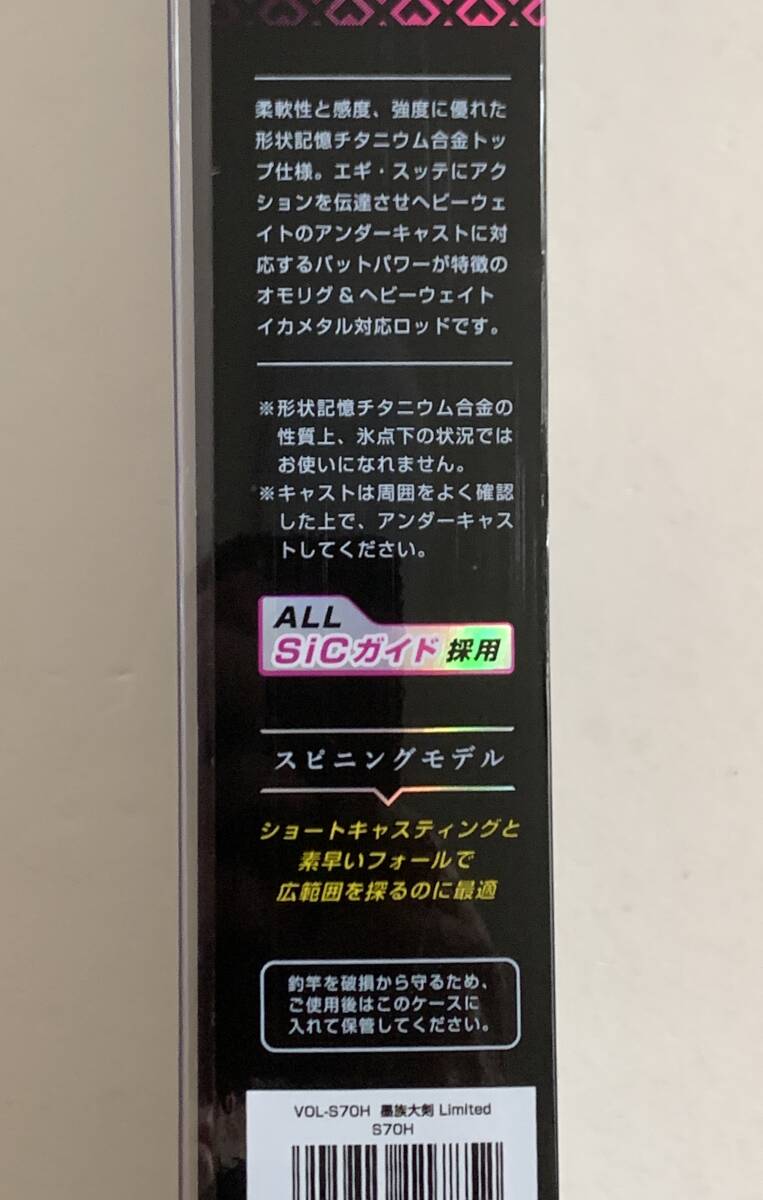 柔軟性と感度、強度に優れた
形状記憶チタニウム合金トッ
プ仕様。エギ・スッテにアク
ションを伝達させヘビーウェ
イトのアンダーキャストに対
応するバットパワーが特徴の
オモリグ&ヘビーウェイト
イカメタル対応ロッドです。
※形状記憶チタニウム合金の
性質上、氷点下の状況では
お使いになれません。
※キャストは周囲をよく確認
した上で、アンダーキャス
トしてください。
ALL
SiCガイド 採用
スピニングモデル
ショートキャスティングと
素早いフォールで
広範囲を探るのに最適
釣竿を破損から守るため、
ご使用後はこのケースに
入れて保管してください。
VOL-S70H 墨族大剣 Limited
S70H